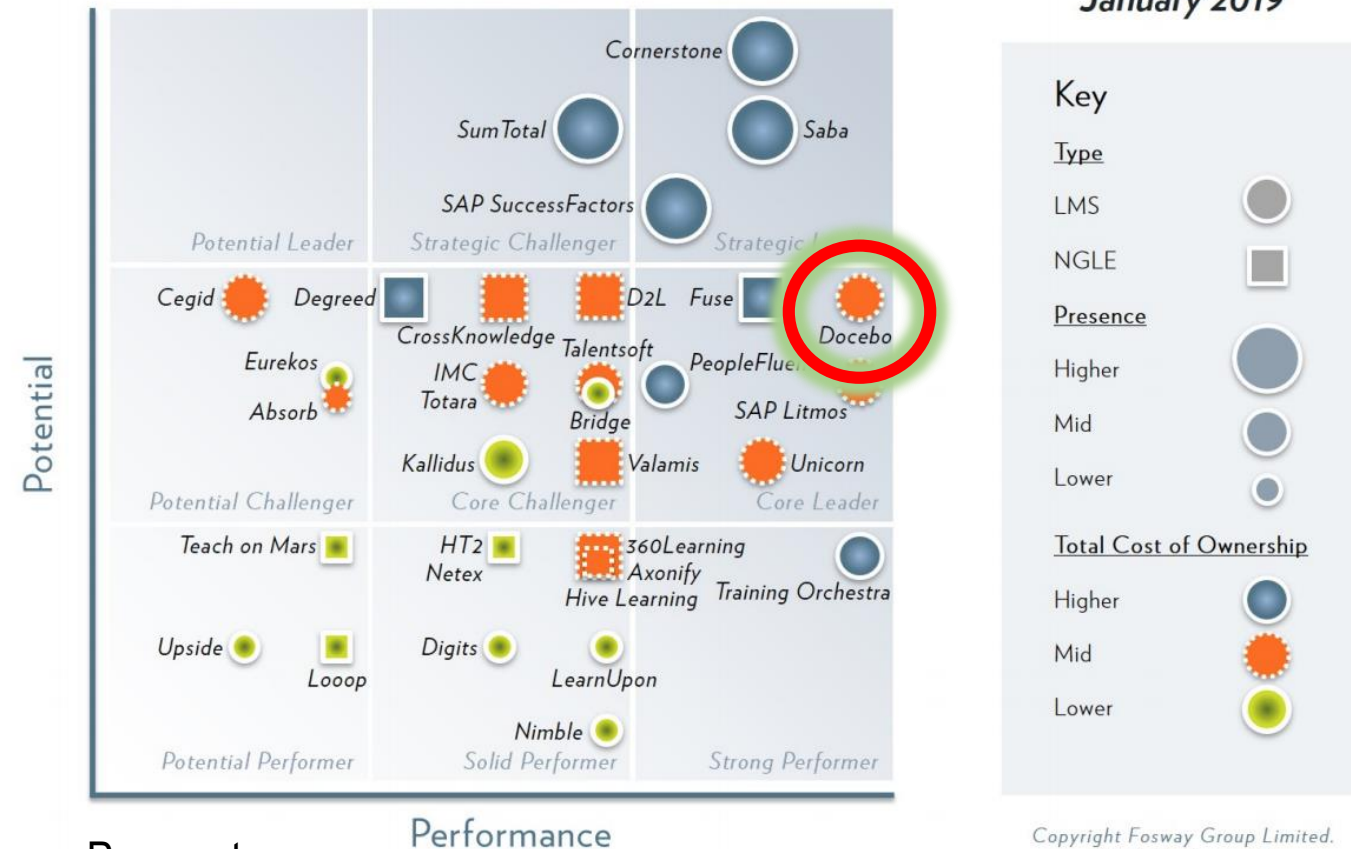 January 2019
Cornerstone
SumTotal
Saba
SAP SuccessFactors
Potential Leader
Strategic Challenger
Strategic
Cegid
Degreed
CrossKnowledge
D2L
Fuse
Docebo
Eurekos
Absorb
IMC
Totara
Talentsoft
Bridge
SAP Litmos
Kallidus
Valamis
Unicorn
Potential Challenger
Core Challenger
Core Leader
Teach on Mars
HT2
Netex
360Learning
Axonify
Hive Learning
Training Orchestra
Upside
Looop
Digits
LearnUpon
Nimble
Potential Performer
Solid Performer
Strong Performer
Potential
Performance
Key
Type
LMS
NGLE
Presence
Higher
Mid
Lower
Total Cost of Ownership
Higher
Mid
Lower
Copyright Fosway Group Limited.